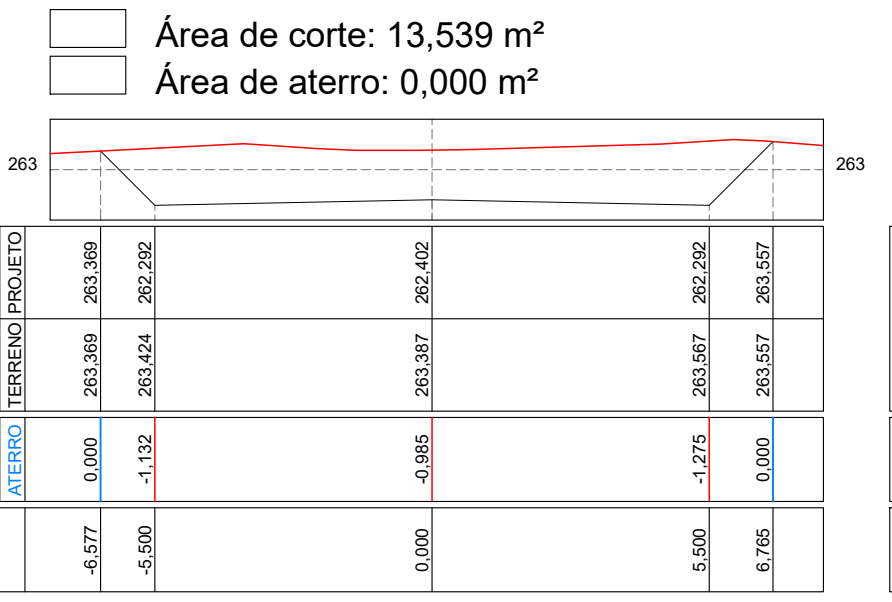 Área de corte: 13,539 m²
Área de aterro: 0,000 m²
263 263
PROJETO 263,369 262,292 262,402 262,292 263,557
TERRENO 263,369 263,424 263,387 263,567 263,557
ATERRO 0,000 -1,132 -0,985 -1,275 0,000
-6,577 -5,500 0,000 5,500 6,765